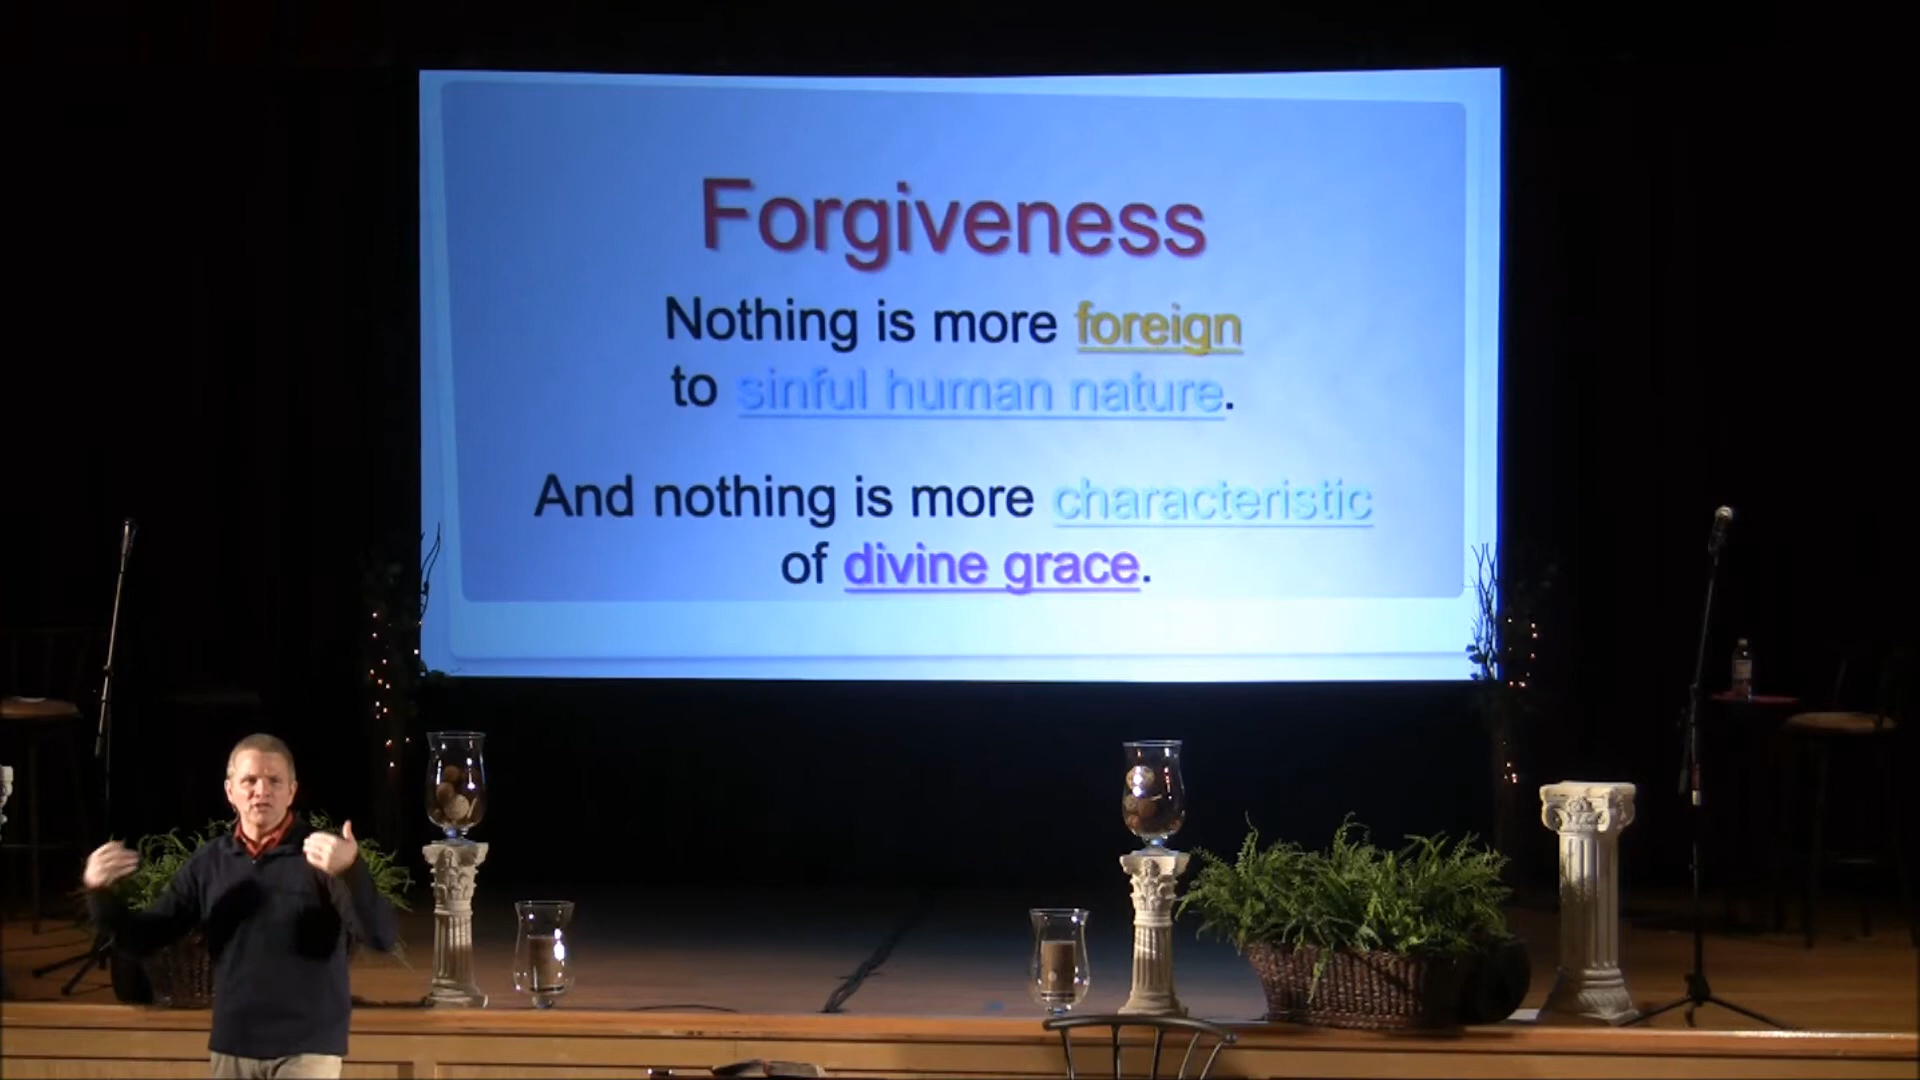 Forgiveness
Nothing is more foreign
to sinful human nature.
And nothing is more characteristic
of divine grace.